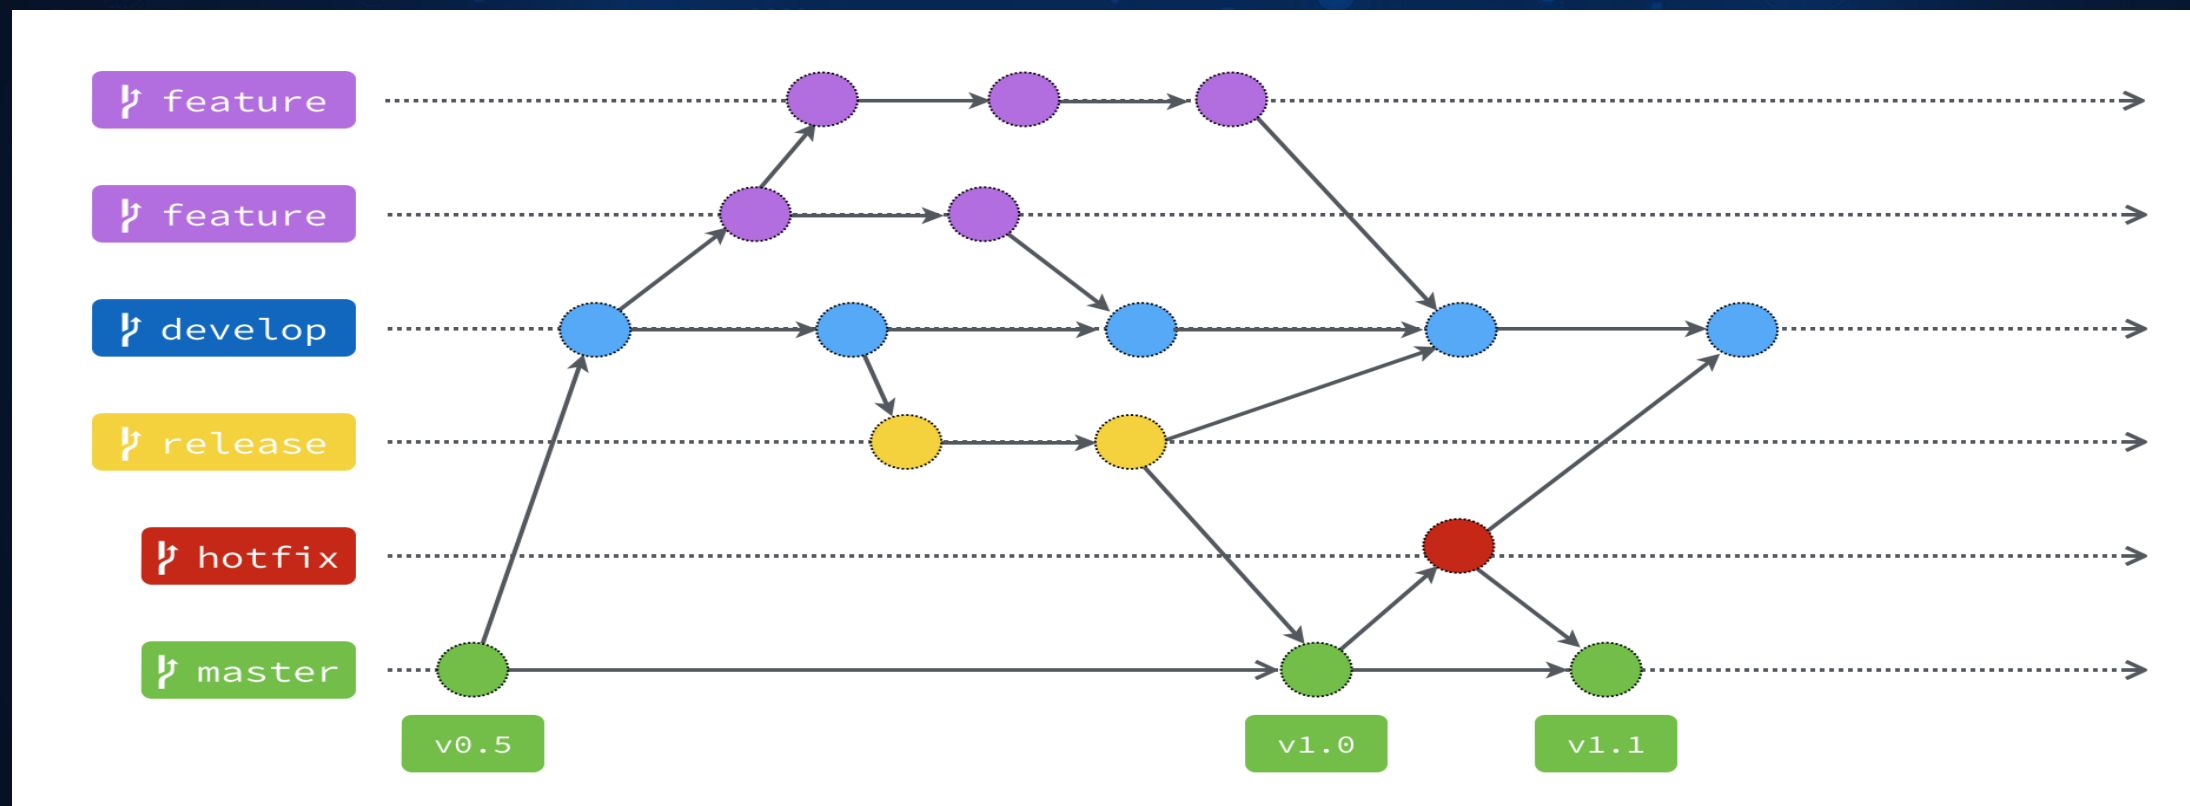 feature
feature
develop
release
hotfix
master
v0.5
v1.0
v1.1